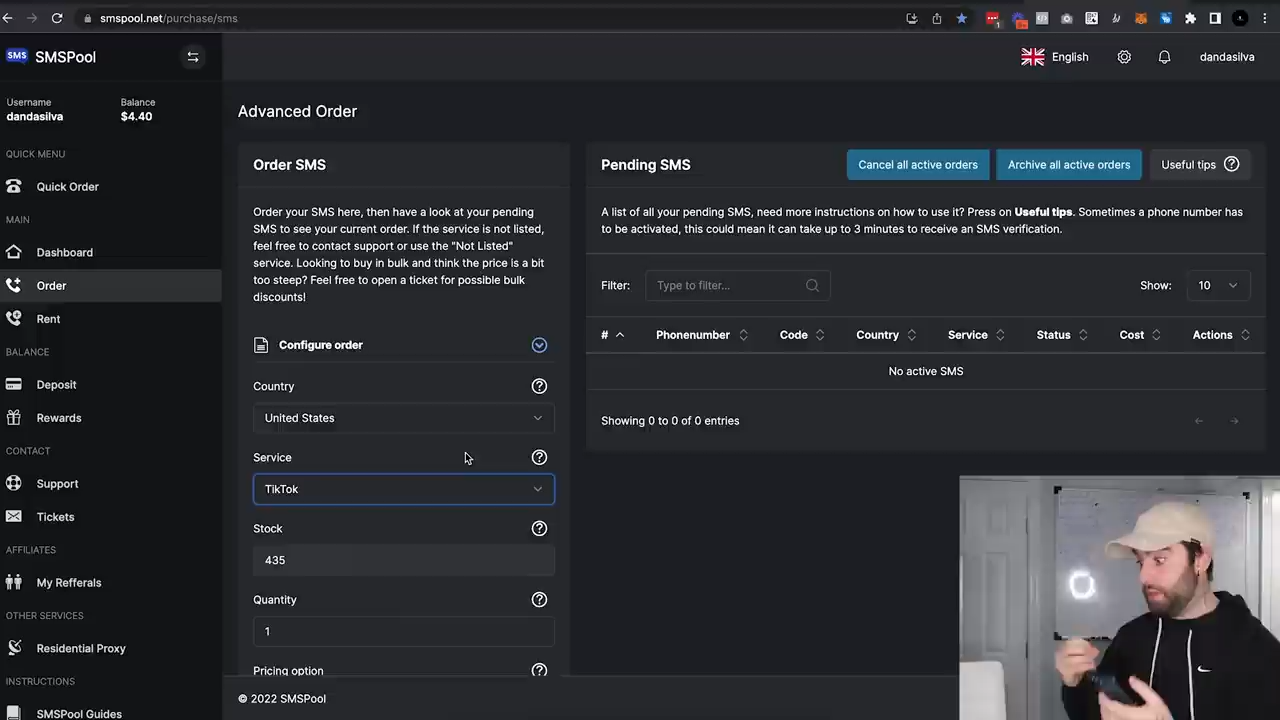 smspool.net/purchase/sms
1
SMS SMSPool
English
dandasilva
Username
Balance
dandasilva
$4.40
QUICK MENU
Quick Order
MAIN
Dashboard
Order
Rent
BALANCE
Deposit
Rewards
CONTACT
Support
Tickets
AFFILIATES
My Refferals
OTHER SERVICES
Residential Proxy
INSTRUCTIONS
SMSPool Guides
Advanced Order
Order SMS
Order your SMS here, then have a look at your pending
SMS to see your current order. If the service is not listed,
feel free to contact support or use the "Not Listed"
service. Looking to buy in bulk and think the price is a bit
too steep? Feel free to open a ticket for possible bulk
discounts!
Configure order
Country
United States
Service
TikTok
Stock
435
Quantity
1
Pricing option
Pending SMS
Cancel all active orders
Archive all active orders
Useful tips
A list of all your pending SMS, need more instructions on how to use it? Press on Useful tips. Sometimes a phone number has
to be activated, this could mean it can take up to 3 minutes to receive an SMS verification.
Filter:
Type to filter...
Show:
10
# Phonenumber Code Country Service Status Cost Actions
No active SMS
Showing 0 to 0 of 0 entries
© 2022 SMSPool